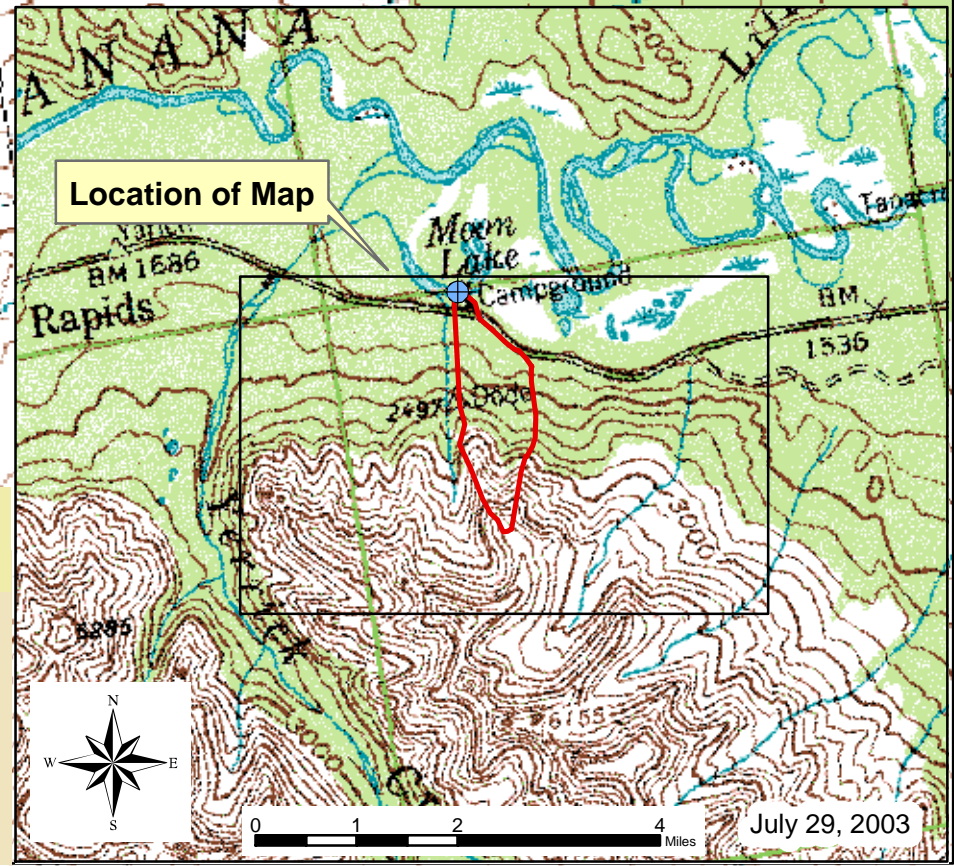 ANANA
2000
Location of Map
Moon
Lake
Campground
BM 1686
Rapids
BM
1536
3000
6155
3000
N
W E
S
0 1 2 4
Miles
July 29, 2003